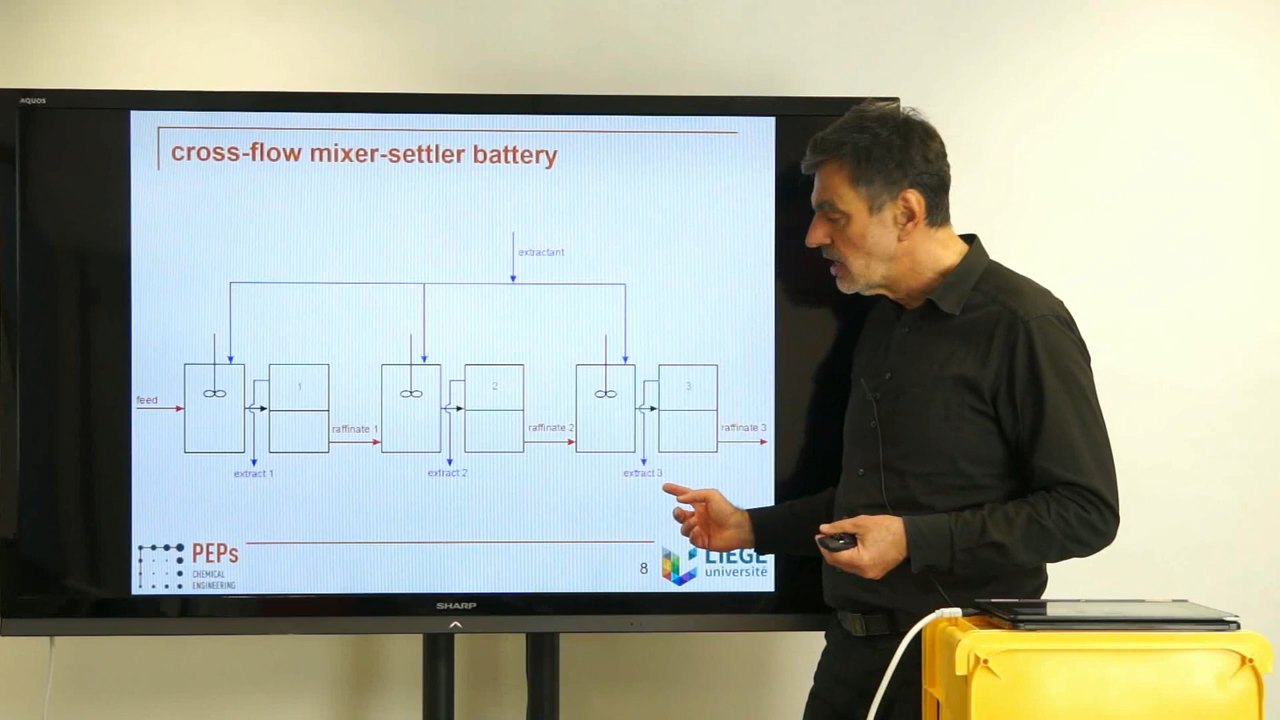 AQUOS
cross-flow mixer-settler battery
extractant
feed
1
2
3
raffinate 1
raffinate 2
raffinate 3
extract 1
extract 2
extract 3
PEPs
CHEMICAL
ENGINEERING
8
LIÈGE
université
SHARP